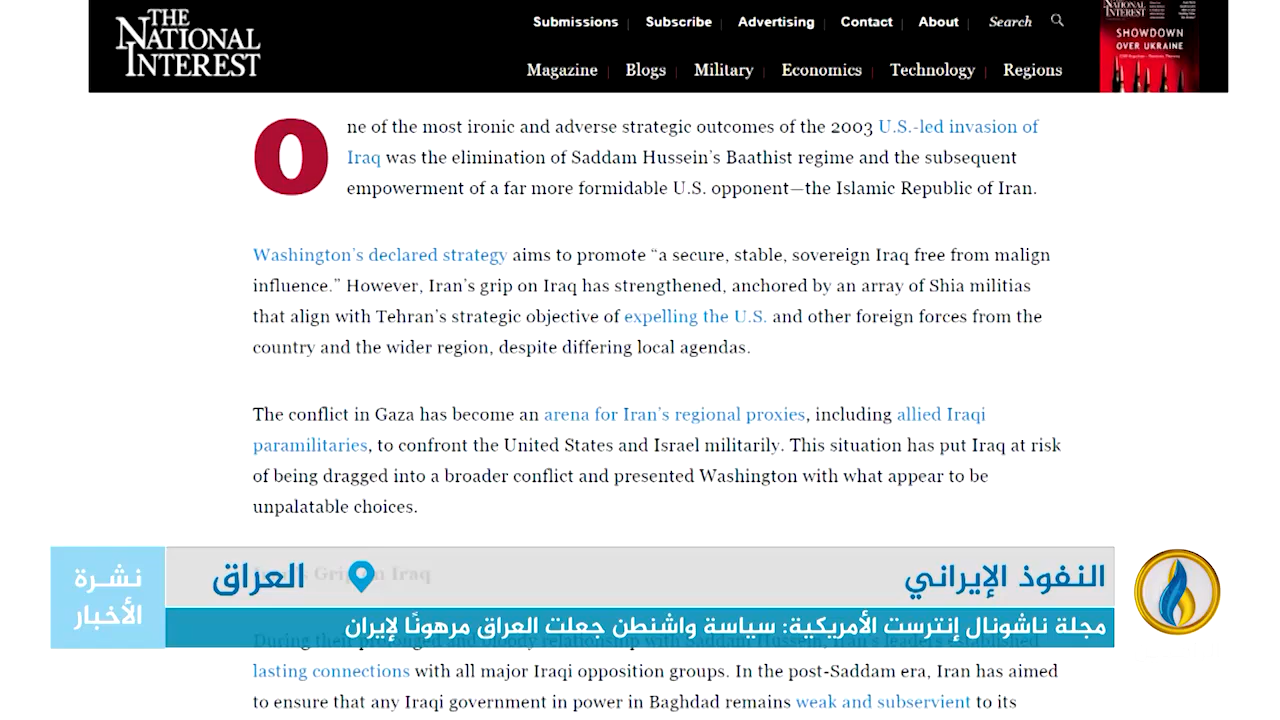 THE
NATIONAL
INTEREST
Submissions
Subscribe
Advertising
Contact
About
Search
Magazine
Blogs
Military
Economics
Technology
Regions
SHOWDOWN
OVER UKRAINE
One of the most ironic and adverse strategic outcomes of the 2003 U.S.-led invasion of
Iraq was the elimination of Saddam Hussein's Baathist regime and the subsequent
empowerment of a far more formidable U.S. opponent—the Islamic Republic of Iran.
Washington's declared strategy aims to promote “a secure, stable, sovereign Iraq free from malign
influence.” However, Iran's grip on Iraq has strengthened, anchored by an array of Shia militias
that align with Tehran's strategic objective of expelling the U.S. and other foreign forces from the
country and the wider region, despite differing local agendas.
The conflict in Gaza has become an arena for Iran's regional proxies, including allied Iraqi
paramilitaries, to confront the United States and Israel militarily. This situation has put Iraq at risk
of being dragged into a broader conflict and presented Washington with what appear to be
unpalatable choices.
النفوذ الإيراني
العراق
نشرة
الأخبار
مجلة ناشونال إنترست الأمريكية: سياسة واشنطن جعلت العراق مرهونًا لإيران
lasting connections with all major Iraqi opposition groups. In the post-Saddam era, Iran has aimed
to ensure that any Iraqi government in power in Baghdad remains weak and subservient to its